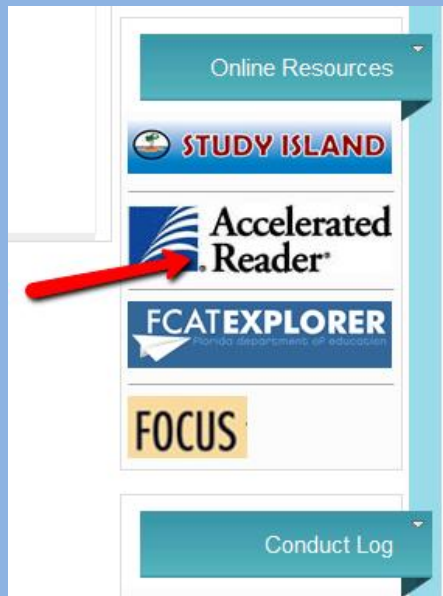 Online Resources
STUDY ISLAND
Accelerated
Reader
FCATEXPLORER
Florida department of education
FOCUS
Conduct Log